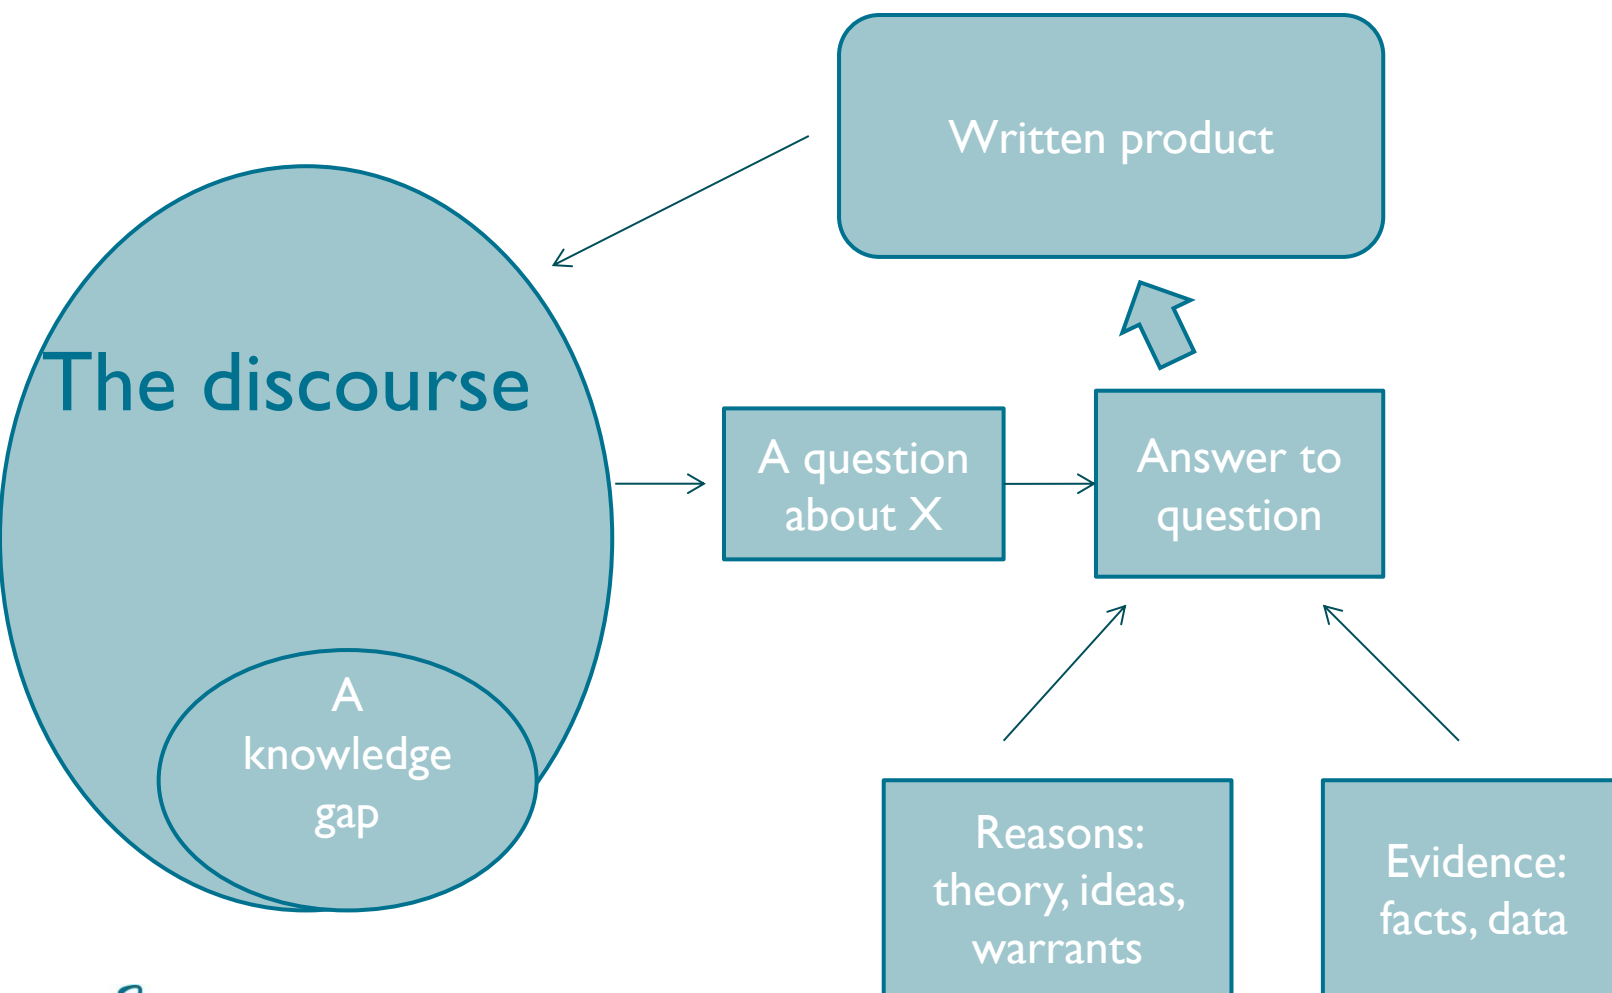 Written product
The discourse
A question
about X
Answer to
question
A
knowledge
gap
Reasons:
theory, ideas,
warrants
Evidence:
facts, data